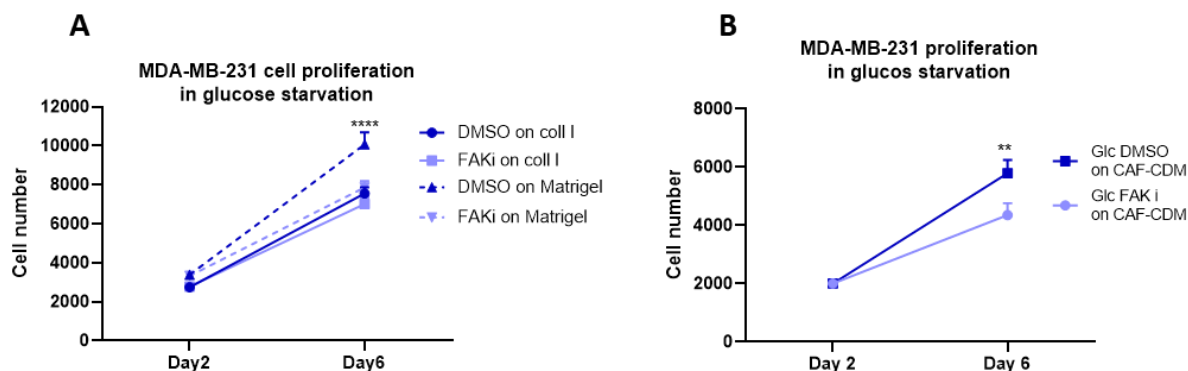 A
MDA-MB-231 cell proliferation
in glucose starvation
12000
10000
8000
6000
4000
2000
0
Cell number
Day2
Day6
****
DMSO on coll I
FAKi on coll I
DMSO on Matrigel
FAKi on Matrigel
B
MDA-MB-231 proliferation
in glucos starvation
8000
6000
4000
2000
0
Cell number
Day 2
Day 6
**
Glc DMSO
on CAF-CDM
Glc FAK i
on CAF-CDM